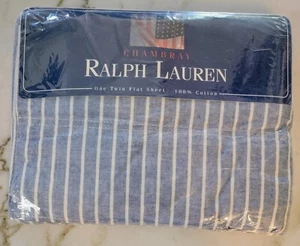 CHAMBRAY
RALPH LAUREN
One Twin Flat Sheet 100% Cotton